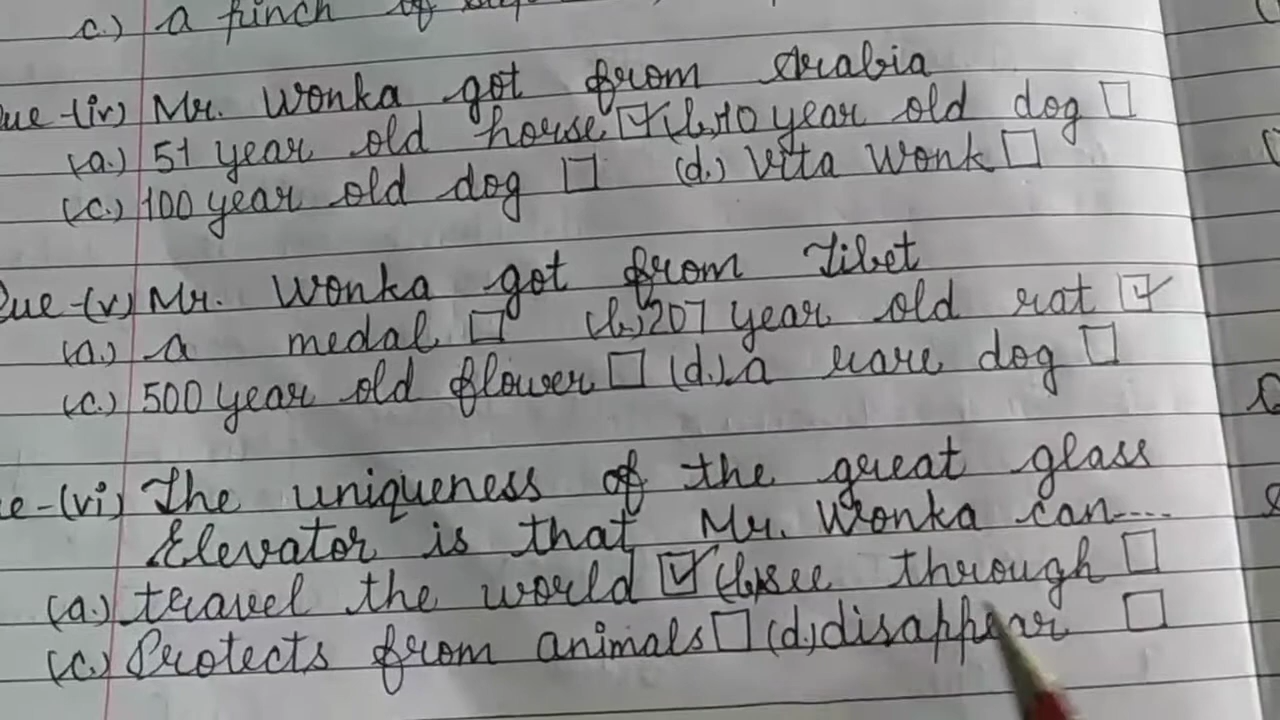 c.) a pinch of
Que-(iv) Mr. Wonka got from Arabia
(a.) 51 year old horse ☑ (b.) 10 year old dog ☐
(c.) 100 year old dog ☐ (d.) Vita Wonk ☐
Que-(v) Mr. Wonka got from Tibet
(a.) a medal ☐ (b.) 207 year old rat ☑
(c.) 500 year old flower ☐ (d.) a rare dog ☐
e-(vi) The uniqueness of the great glass
Elevator is that Mr. Wonka can....
(a.) travel the world ☑ (b.) see through ☐
(c.) Protects from animals ☐ (d.) disappear ☐